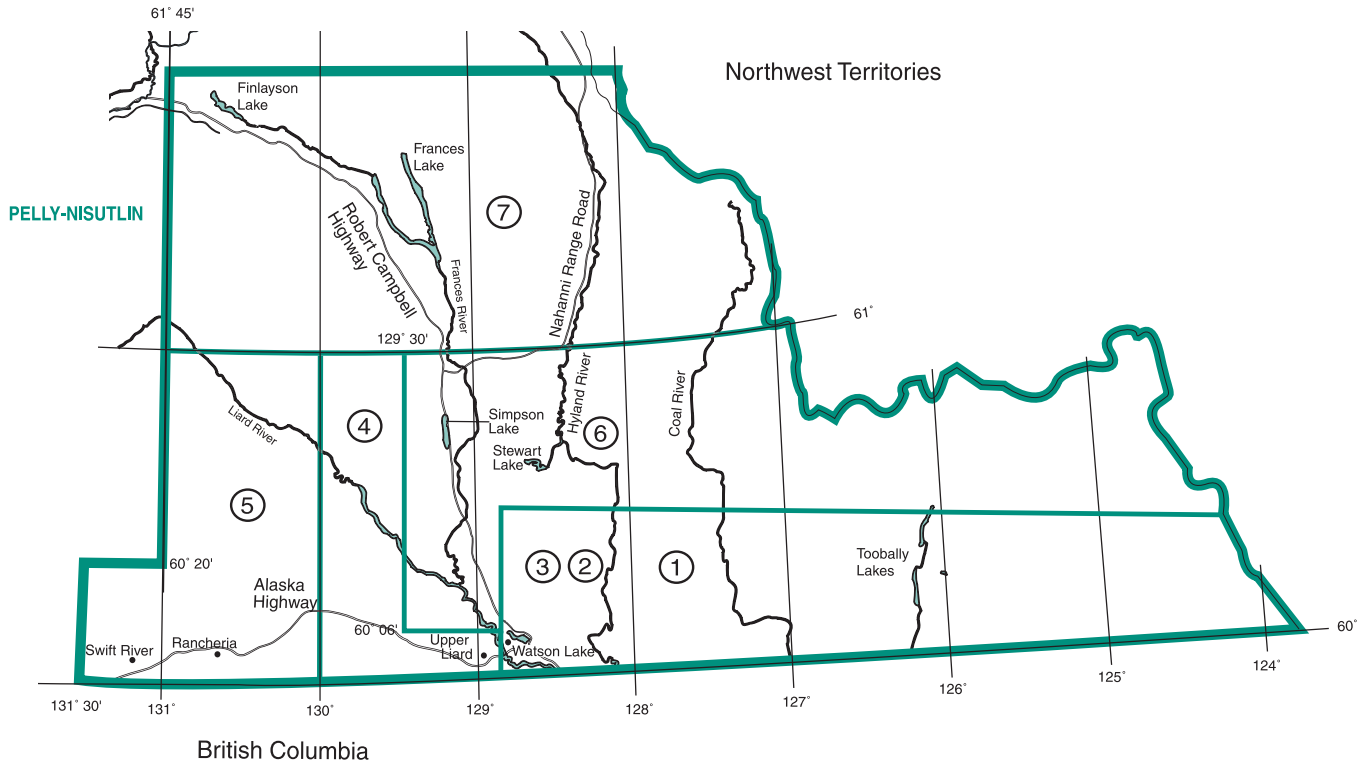 61˚ 45'
Northwest Territories
Finlayson
Lake
Frances
Lake
PELLY-NISUTLIN
7
Robert Campbell
Highway
Frances River
Nahanni Range Road
61˚
129˚ 30'
Liard River
4
Simpson
Lake
Hyland River
Coal River
6
Stewart
Lake
5
60˚ 20'
3
2
1
Toobally
Lakes
Alaska
Highway
60˚ 06'
60˚
Swift River
Rancheria
Upper
Liard
Watson Lake
131˚ 30'
131˚
130˚
129˚
128˚
127˚
126˚
125˚
124˚
British Columbia